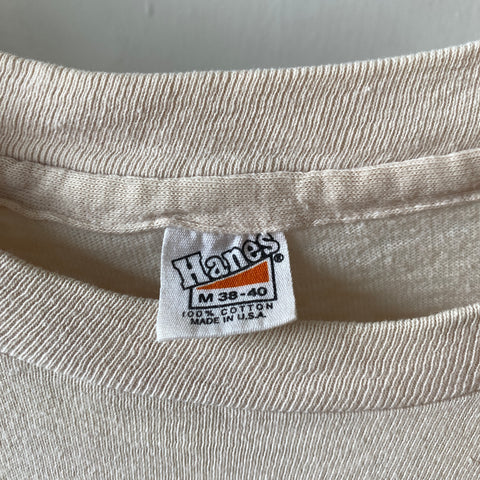 Hanes®
M 38-40
100% COTTON
MADE IN U.S.A.